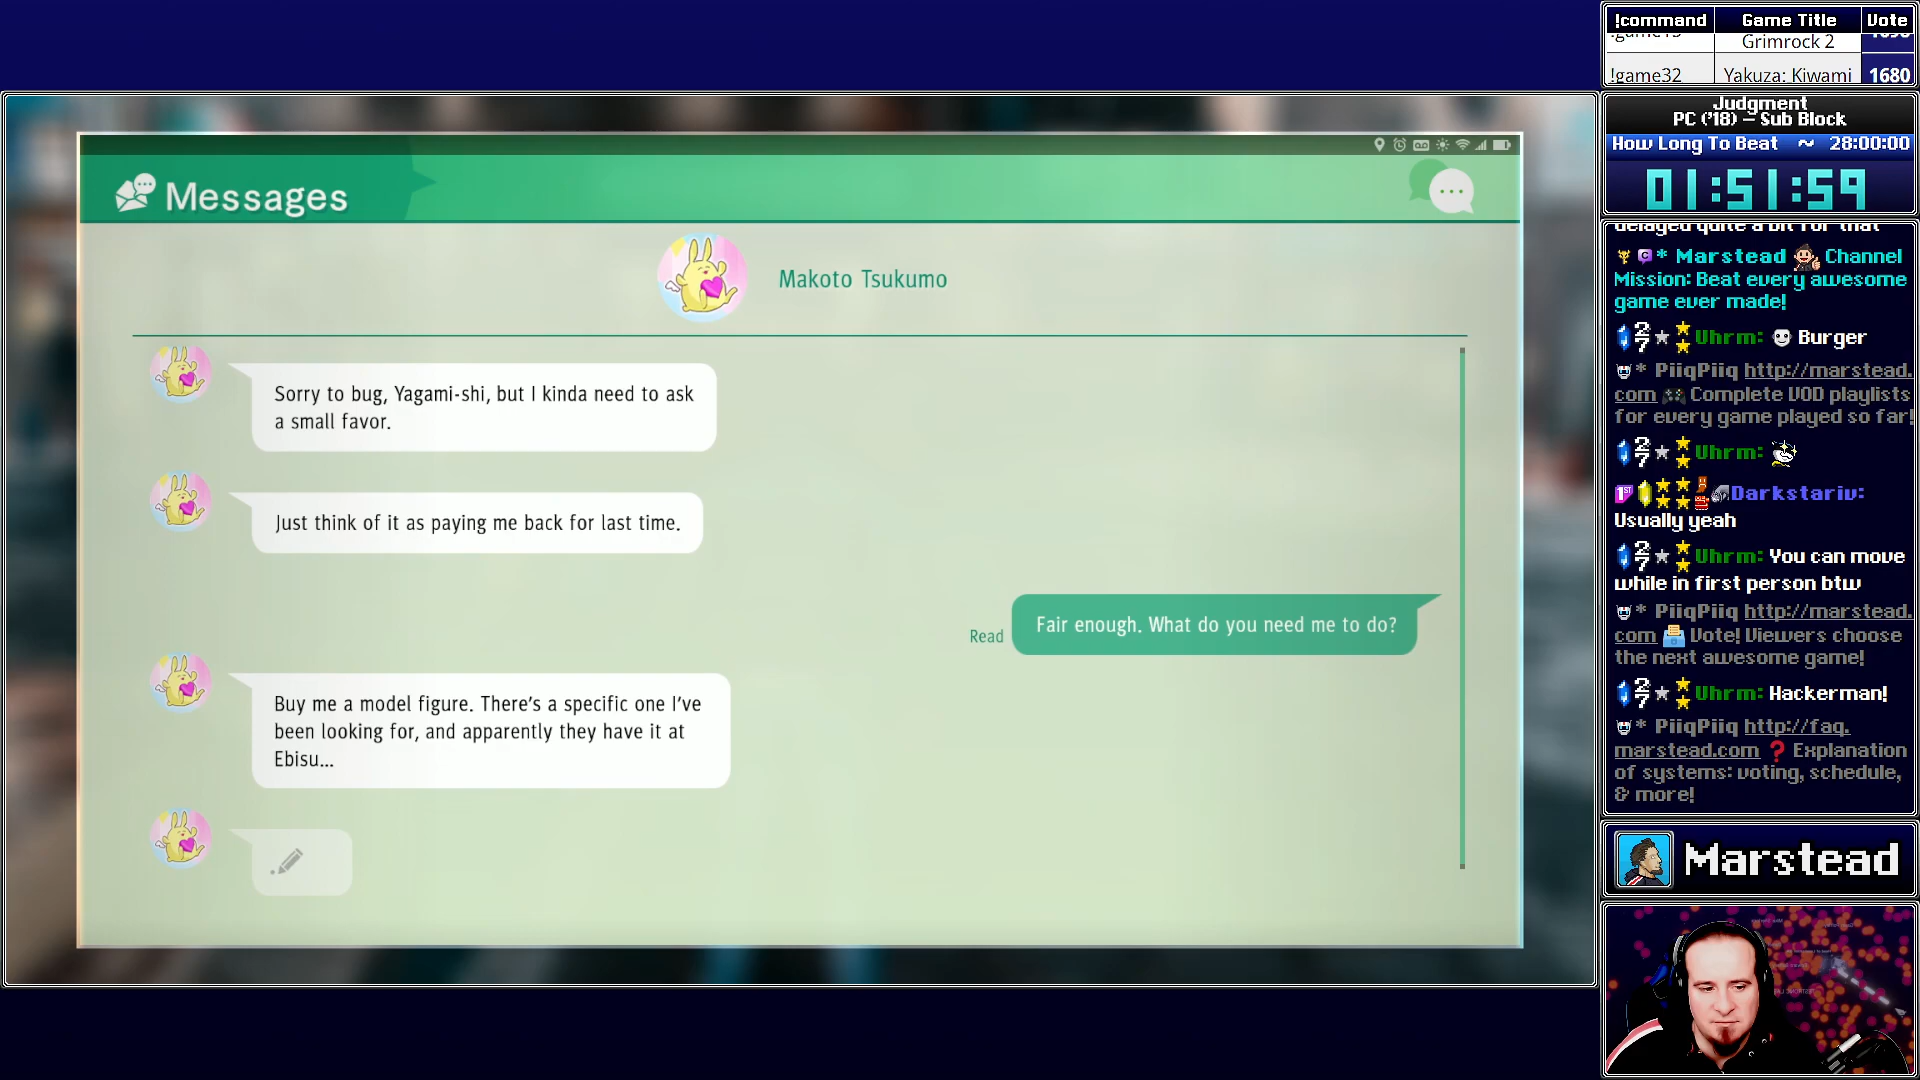 !command Game Title Vote
Grimrock 2
!game32 Yakuza: Kiwami 1680
Judgment
PC ('18) – Sub Block
How Long To Beat ~ 28:00:00
01:51:59
Messages
Makoto Tsukumo
Sorry to bug, Yagami-shi, but I kinda need to ask
a small favor.
Just think of it as paying me back for last time.
Read Fair enough. What do you need me to do?
Buy me a model figure. There's a specific one I've
been looking for, and apparently they have it at
Ebisu...
delayed quite a bit for that
* Marstead Channel
Mission: Beat every awesome
game ever made!
Uhrm: Burger
* PiiqPiiq http://marstead.
com Complete VOD playlists
for every game played so far!
Uhrm:
1ST Darkstariv:
Usually yeah
Uhrm: You can move
while in first person btw
* PiiqPiiq http://marstead.
com Vote! Viewers choose
the next awesome game!
Uhrm: Hackerman!
* PiiqPiiq http://faq.
marstead.com ? Explanation
of systems: voting, schedule,
& more!
Marstead